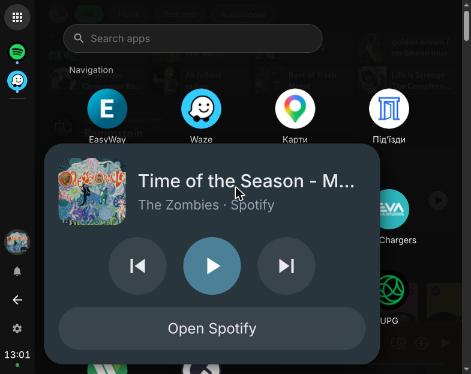 Search apps
Navigation
E
EasyWay
Waze
Карти
Під'їзди
Time of the Season - M...
The Zombies · Spotify
EVA
Chargers
Open Spotify
UPG
13:01